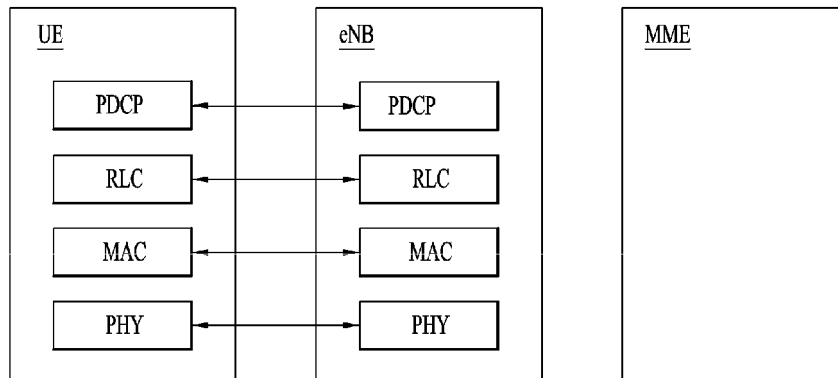 UE eNB MME
PDCP PDCP
RLC RLC
MAC MAC
PHY PHY